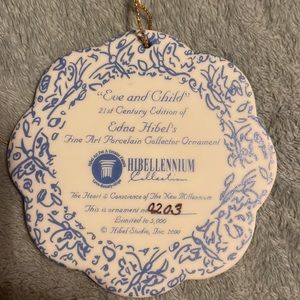 "Eve and Child"
21st Century Edition of
Edna Hibel's
Fine Art Porcelain Collector Ornament
HIBELLENNIUM
Collection
The Heart & Conscience of The New Millennium
This is ornament no. 4203
Limited to 5,000
© Hibel Studio, Inc. 2000